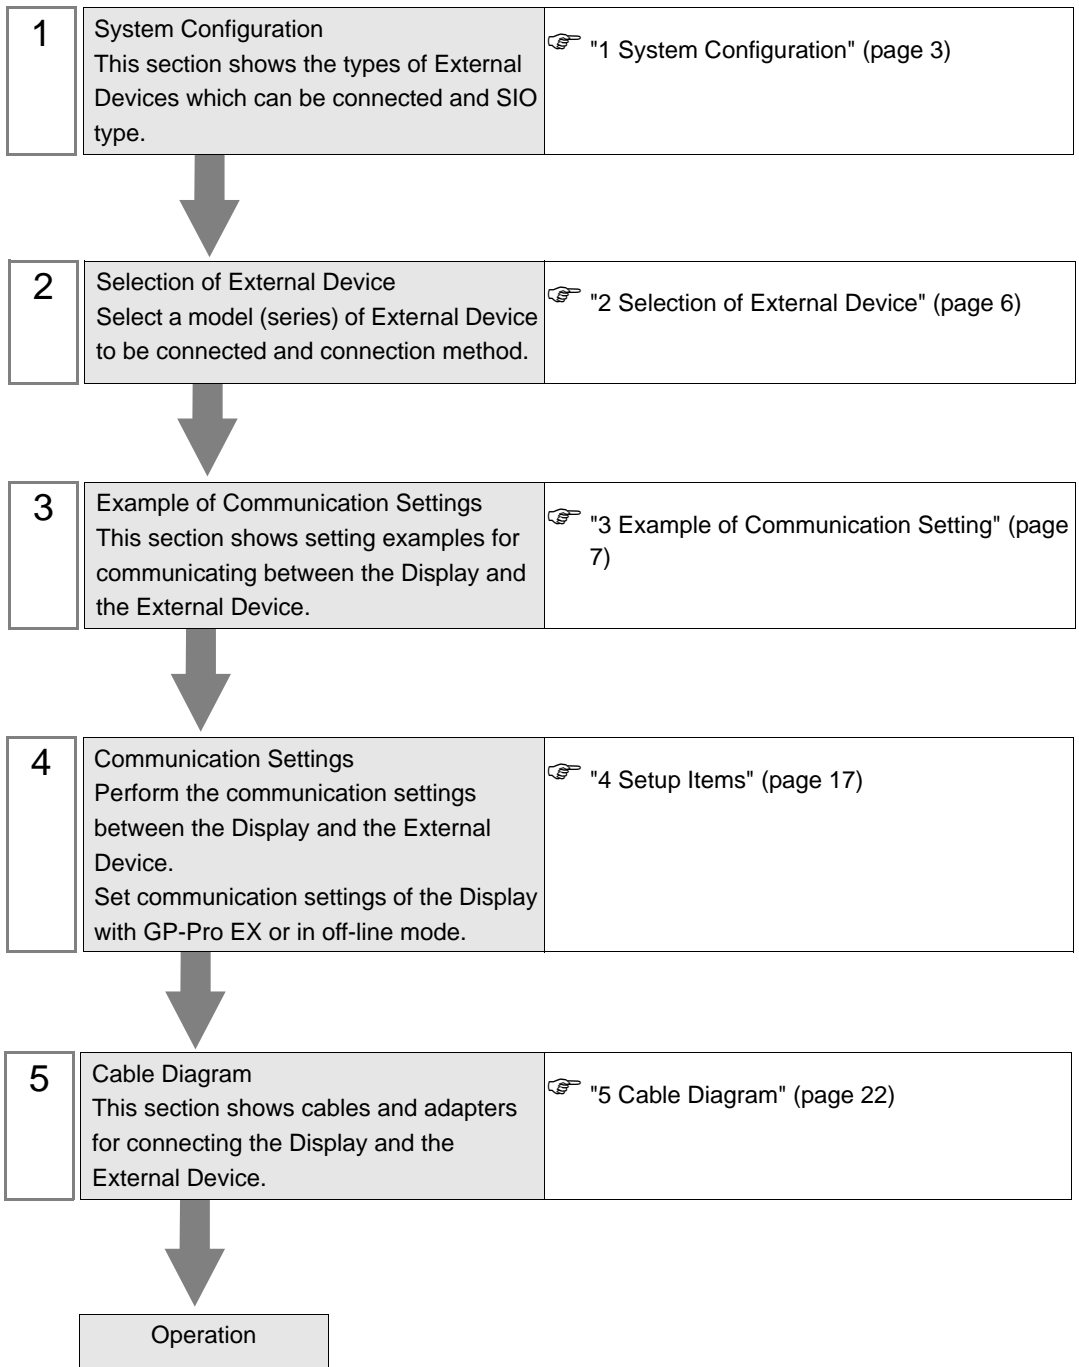 1
System Configuration
This section shows the types of External
Devices which can be connected and SIO
type.
"1 System Configuration" (page 3)
2
Selection of External Device
Select a model (series) of External Device
to be connected and connection method.
"2 Selection of External Device" (page 6)
3
Example of Communication Settings
This section shows setting examples for
communicating between the Display and
the External Device.
"3 Example of Communication Setting" (page
7)
4
Communication Settings
Perform the communication settings
between the Display and the External
Device.
Set communication settings of the Display
with GP-Pro EX or in off-line mode.
"4 Setup Items" (page 17)
5
Cable Diagram
This section shows cables and adapters
for connecting the Display and the
External Device.
"5 Cable Diagram" (page 22)
Operation